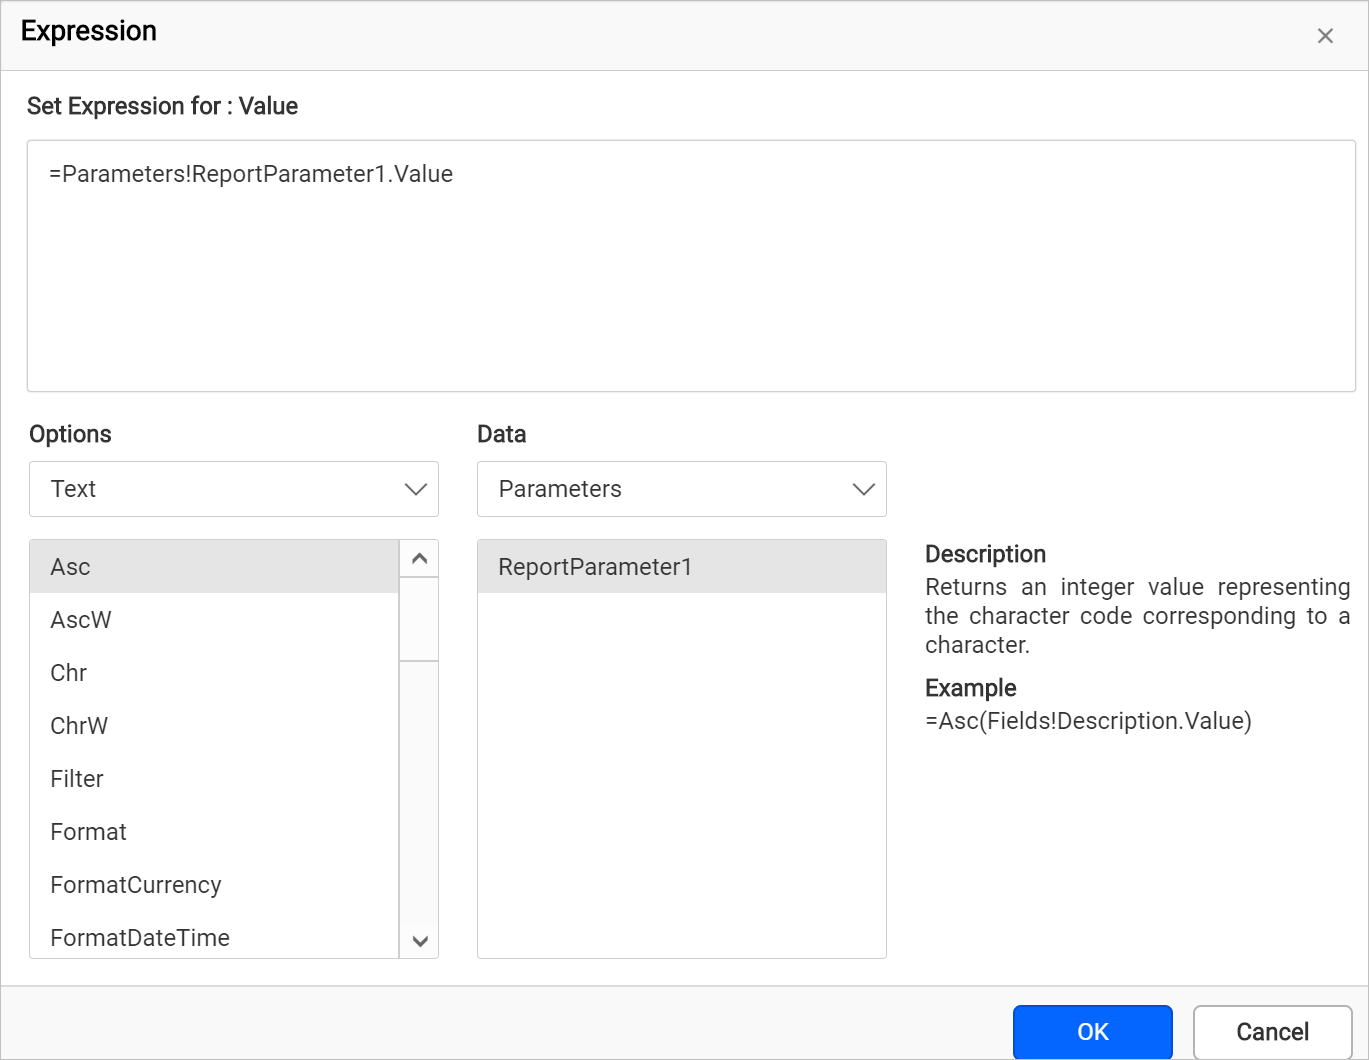 Expression
Set Expression for : Value
=Parameters!ReportParameter1.Value
Options
Text
Asc
AscW
Chr
ChrW
Filter
Format
FormatCurrency
FormatDateTime
Data
Parameters
ReportParameter1
Description
Returns an integer value representing
the character code corresponding to a
character.
Example
=Asc(Fields!Description.Value)
OK
Cancel